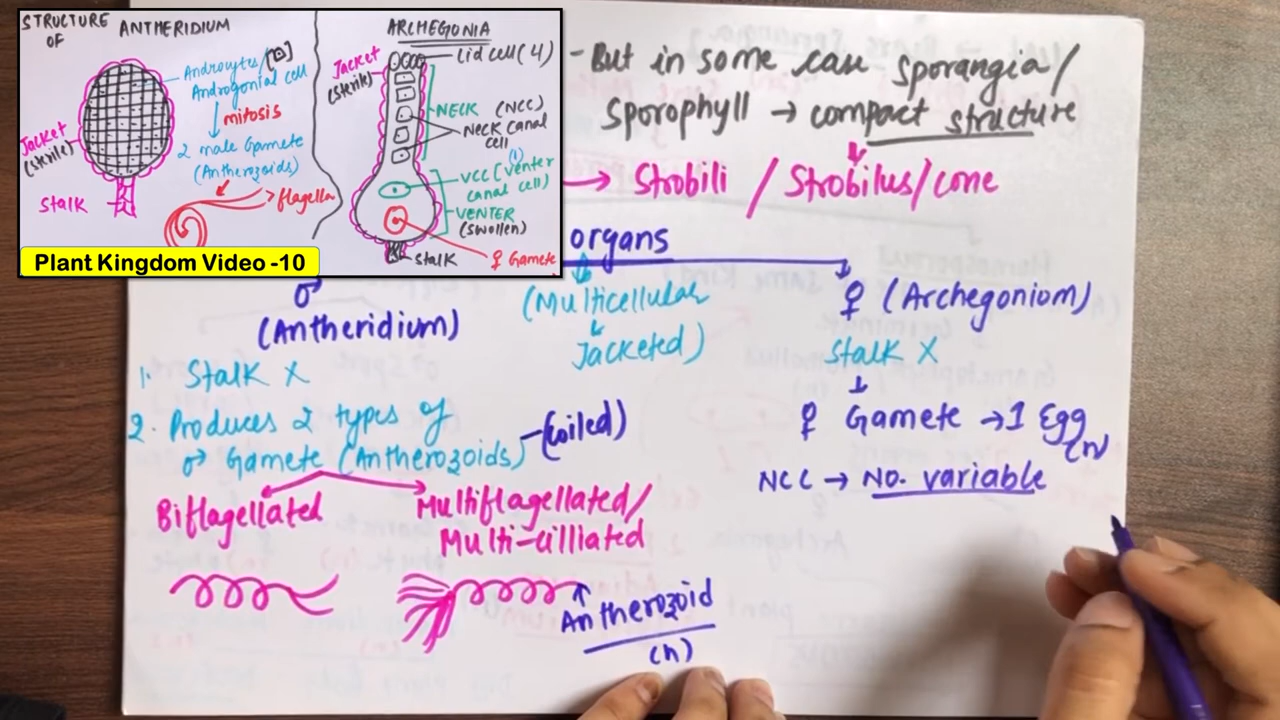 STRUCTURE
OF ANTHERIDIUM
Androcytes/
Androgonial cell
mitosis
2 male Gamete
(Antherozoids)
flagella
Jacket
(sterile)
Stalk
ARCHEGONIA
Lid cell (4)
Jacket
(sterile)
NECK (NCC)
Neck Canal
cell
(1)
VCC (Venter
canal cell)
VENTER
(swollen)
Stalk
♀ Gamete
Plant Kingdom Video -10
- But in some case Sporangia/
Sporophyll → compact structure
→ Strobili / Strobilus/cone
organs
♂
(Antheridium)
(Multicellular
Jacketed)
♀ (Archegoniom)
1. Stalk X
2. Produces 2 types of
♂ Gamete (Antherozoids) - (coiled)
Biflagellated
Multiflagellated/
Multi-cilliated
Antherozoid
(n)
Stalk X
♀ Gamete → 1 Egg
(n)
NCC → No. variable